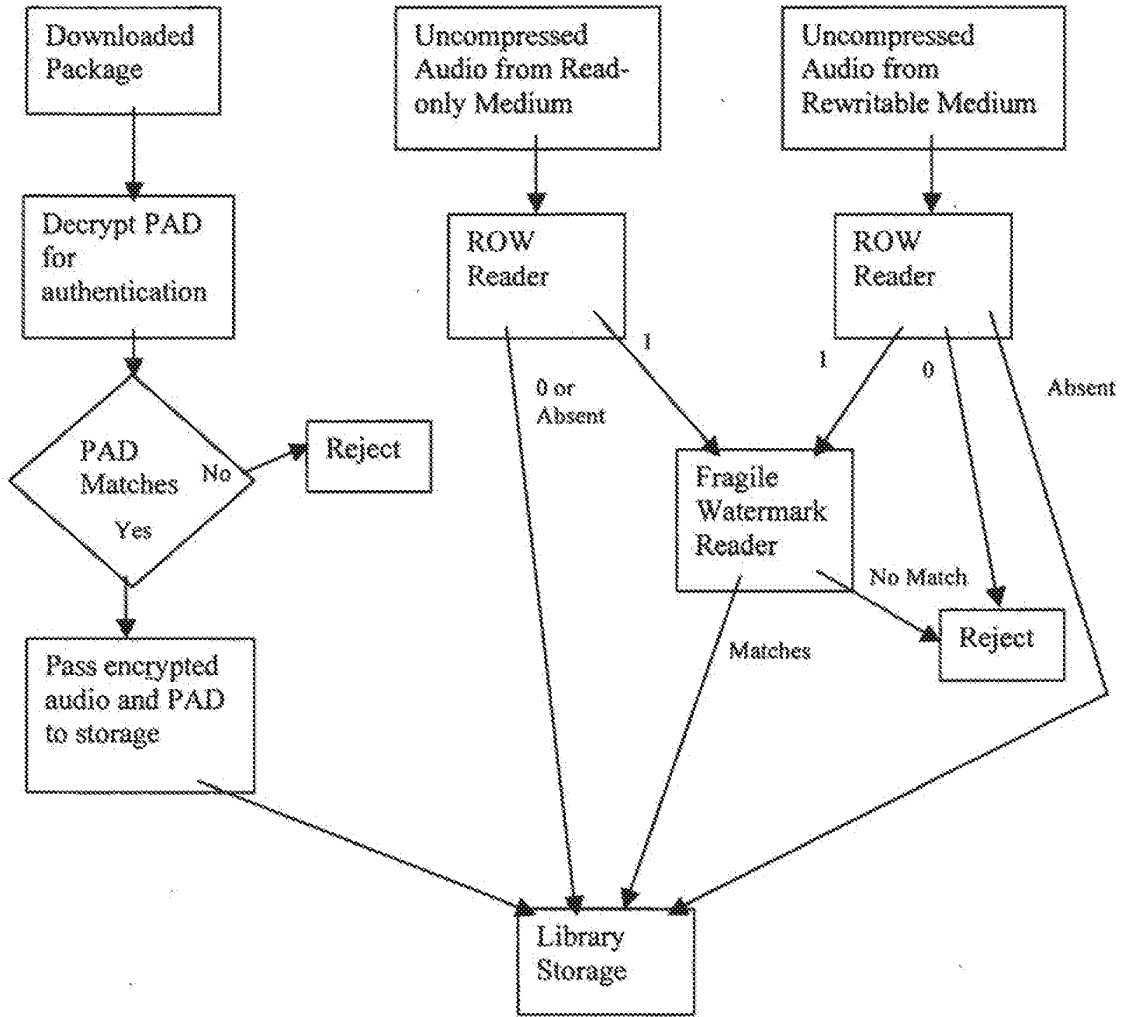 Downloaded
Package
Uncompressed
Audio from Read-
only Medium
Uncompressed
Audio from
Rewritable Medium
Decrypt PAD
for
authentication
ROW
Reader
ROW
Reader
1
0 or
Absent
1
0
Absent
PAD
Matches
No
Yes
Reject
Fragile
Watermark
Reader
No Match
Matches
Reject
Pass encrypted
audio and PAD
to storage
Library
Storage